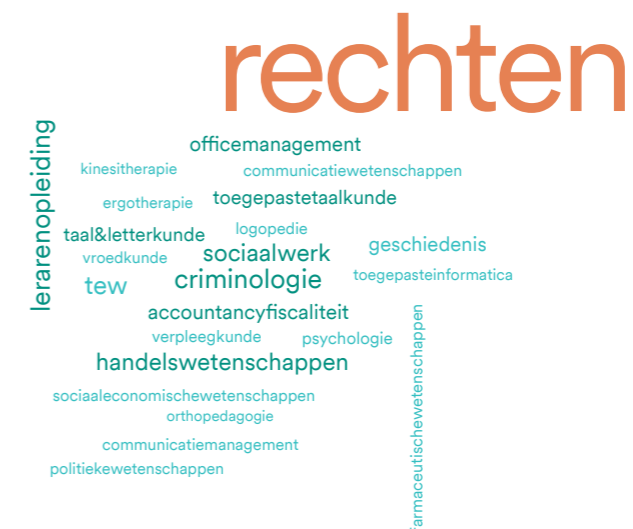 rechten
officemanagement
kinesitherapie
communicatiewetenschappen
ergotherapie
toegepastetaalkunde
lerarenopleiding
taal&letterkunde
logopedie
sociaalwerk
geschiedenis
vroedkunde
tew
criminologie
toegepasteinformatica
accountancyfiscaliteit
verpleegkunde
psychologie
handelswetenschappen
farmaceutischewetenschappen
sociaaleconomischewetenschappen
orthopedagogie
communicatiemanagement
politiekewetenschappen